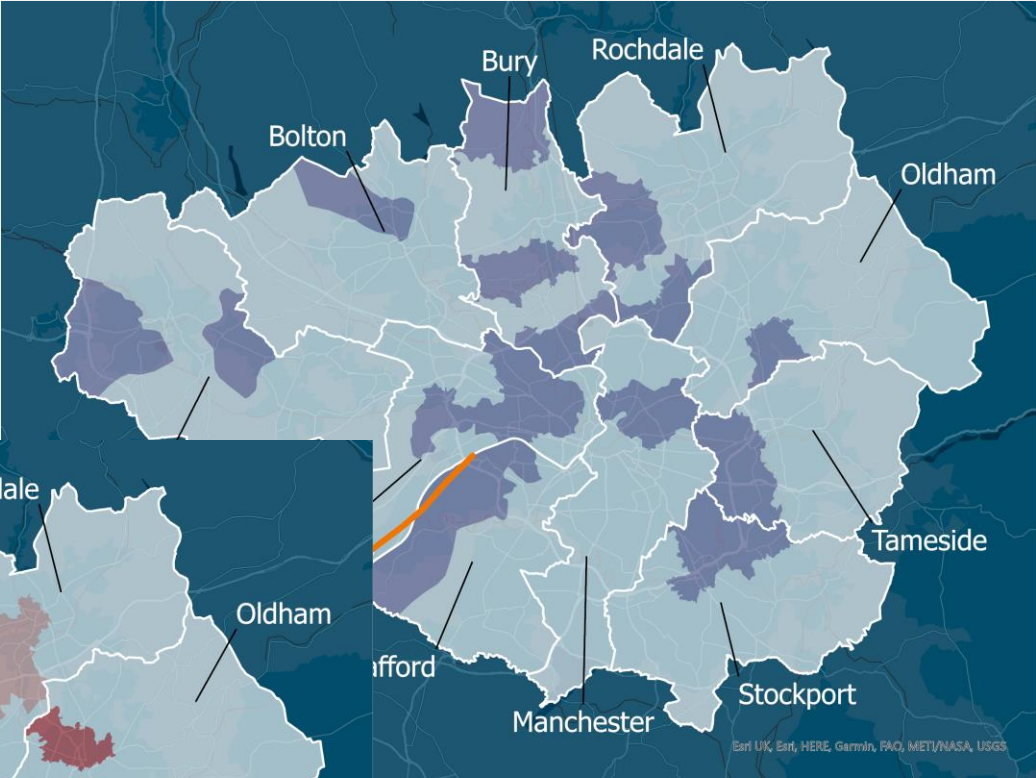 Rochdale
Bury
Bolton
Oldham
dale
Tameside
Oldham
afford
Stockport
Manchester
Esri UK, Esri, HERE, Garmin, FAO, METI/NASA, USGS